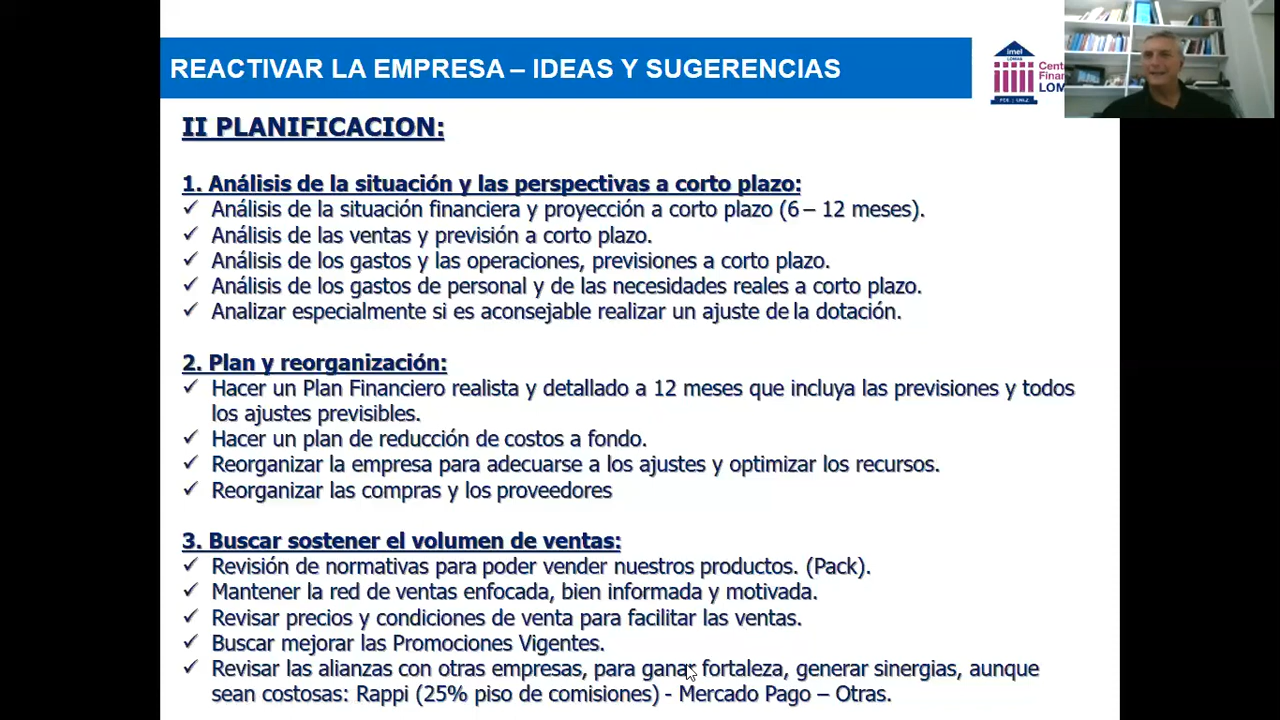 REACTIVAR LA EMPRESA – IDEAS Y SUGERENCIAS
imel
LOMAS
FCE | UNLZ
II PLANIFICACION:
1. Análisis de la situación y las perspectivas a corto plazo:
✓ Análisis de la situación financiera y proyección a corto plazo (6 – 12 meses).
✓ Análisis de las ventas y previsión a corto plazo.
✓ Análisis de los gastos y las operaciones, previsiones a corto plazo.
✓ Análisis de los gastos de personal y de las necesidades reales a corto plazo.
✓ Analizar especialmente si es aconsejable realizar un ajuste de la dotación.
2. Plan y reorganización:
✓ Hacer un Plan Financiero realista y detallado a 12 meses que incluya las previsiones y todos
los ajustes previsibles.
✓ Hacer un plan de reducción de costos a fondo.
✓ Reorganizar la empresa para adecuarse a los ajustes y optimizar los recursos.
✓ Reorganizar las compras y los proveedores
3. Buscar sostener el volumen de ventas:
✓ Revisión de normativas para poder vender nuestros productos. (Pack).
✓ Mantener la red de ventas enfocada, bien informada y motivada.
✓ Revisar precios y condiciones de venta para facilitar las ventas.
✓ Buscar mejorar las Promociones Vigentes.
✓ Revisar las alianzas con otras empresas, para ganar fortaleza, generar sinergias, aunque
sean costosas: Rappi (25% piso de comisiones) - Mercado Pago – Otras.